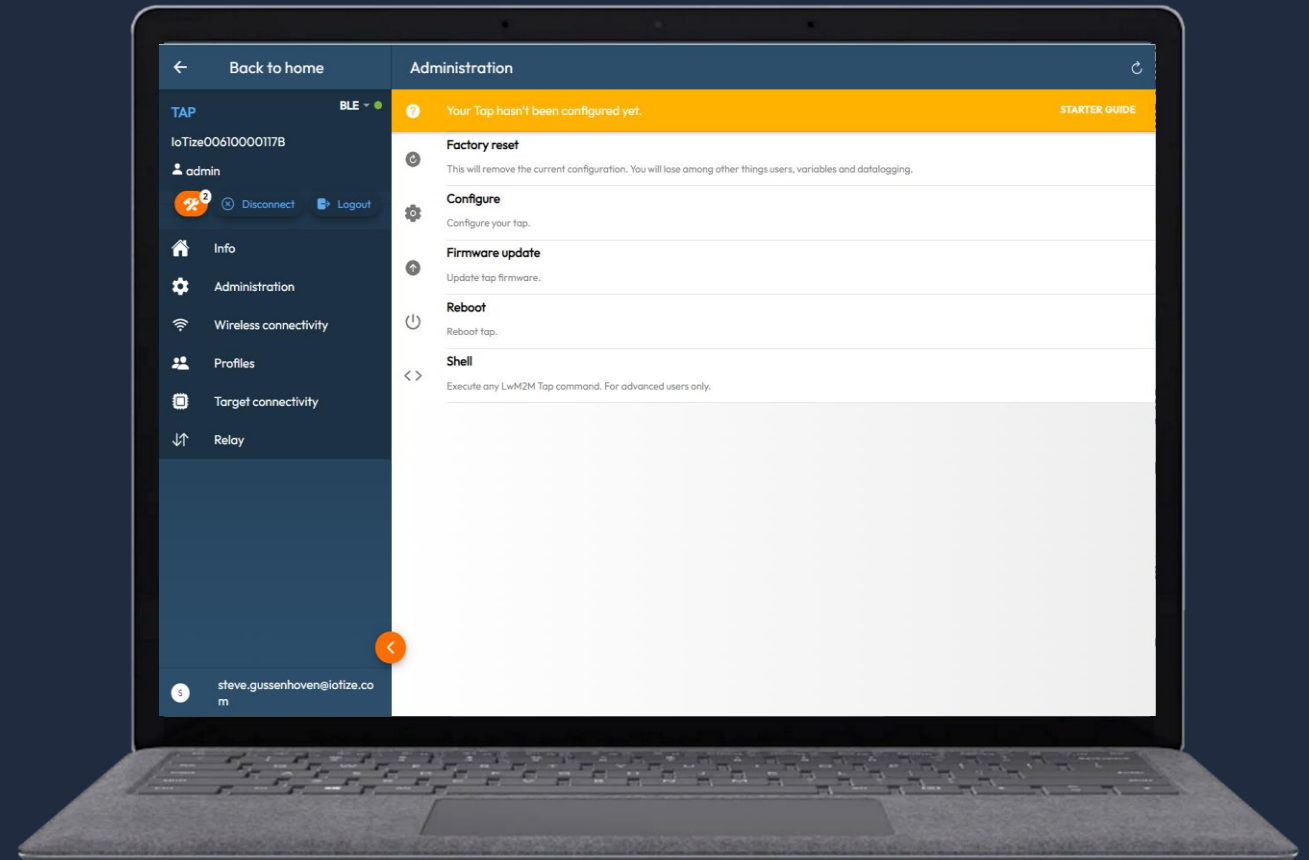 Back to home
Administration
TAP
BLE
IoTize00610000117B
admin
2
Disconnect
Logout
Info
Administration
Wireless connectivity
Profiles
Target connectivity
Relay
S
steve.gussenhoven@iotize.co
m
Your Tap hasn't been configured yet.
STARTER GUIDE
Factory reset
This will remove the current configuration. You will lose among other things users, variables and datalogging.
Configure
Configure your tap.
Firmware update
Update tap firmware.
Reboot
Reboot tap.
Shell
Execute any LwM2M Tap command. For advanced users only.